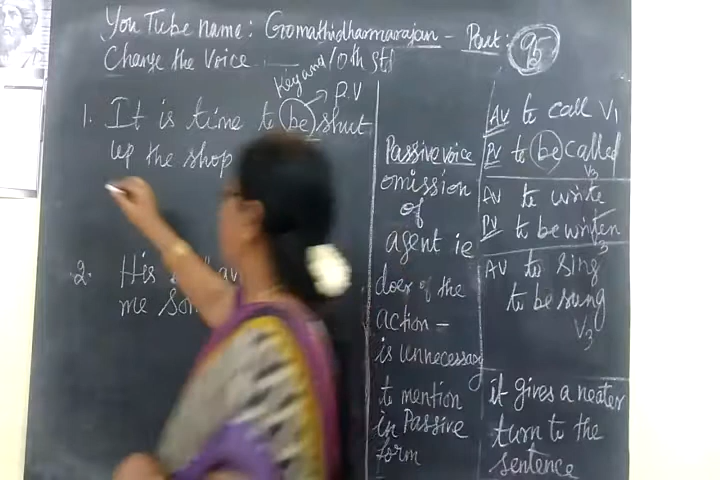 You Tube name: Gomathidharmarajan - Part: 95
Change the Voice 10th std
Key and
P.V
1. It is time to be shut
up the shop
2. His
me
Passive voice
omission
of
agent ie
doer of the
action -
is unnecessary
to mention
in Passive
form
AV to call V1
PV to be called
V3
AV to write
PV to be written
3
AV to sing
to be sung
V3
it gives a neater
turn to the
sentence